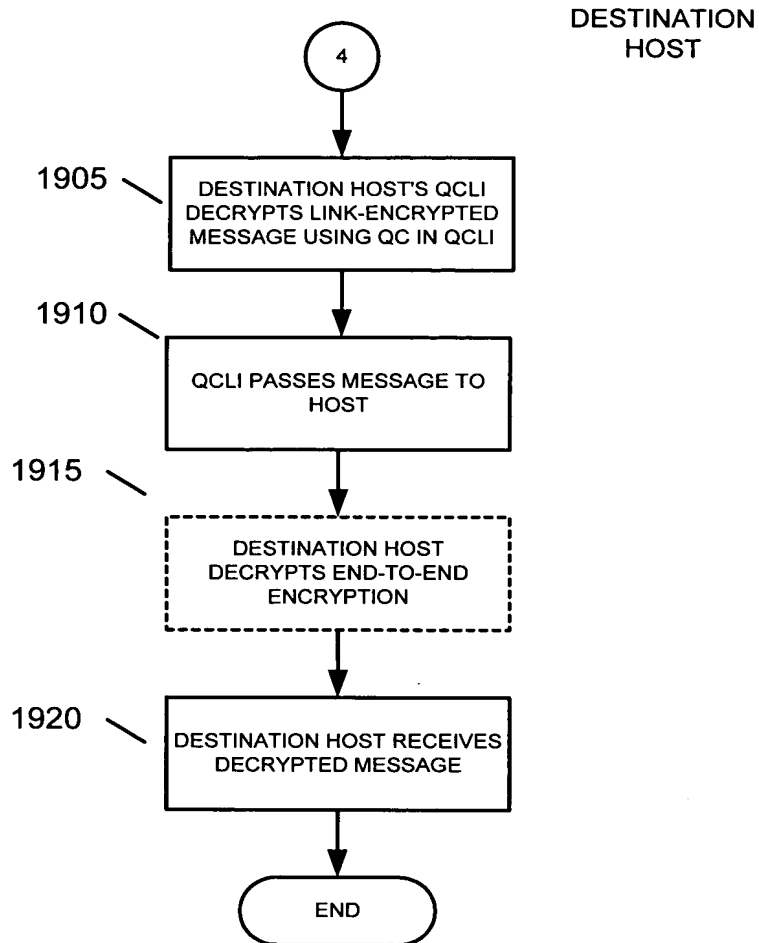 DESTINATION
HOST
4
1905
DESTINATION HOST'S QCLI
DECRYPTS LINK-ENCRYPTED
MESSAGE USING QC IN QCLI
1910
QCLI PASSES MESSAGE TO
HOST
1915
DESTINATION HOST
DECRYPTS END-TO-END
ENCRYPTION
1920
DESTINATION HOST RECEIVES
DECRYPTED MESSAGE
END